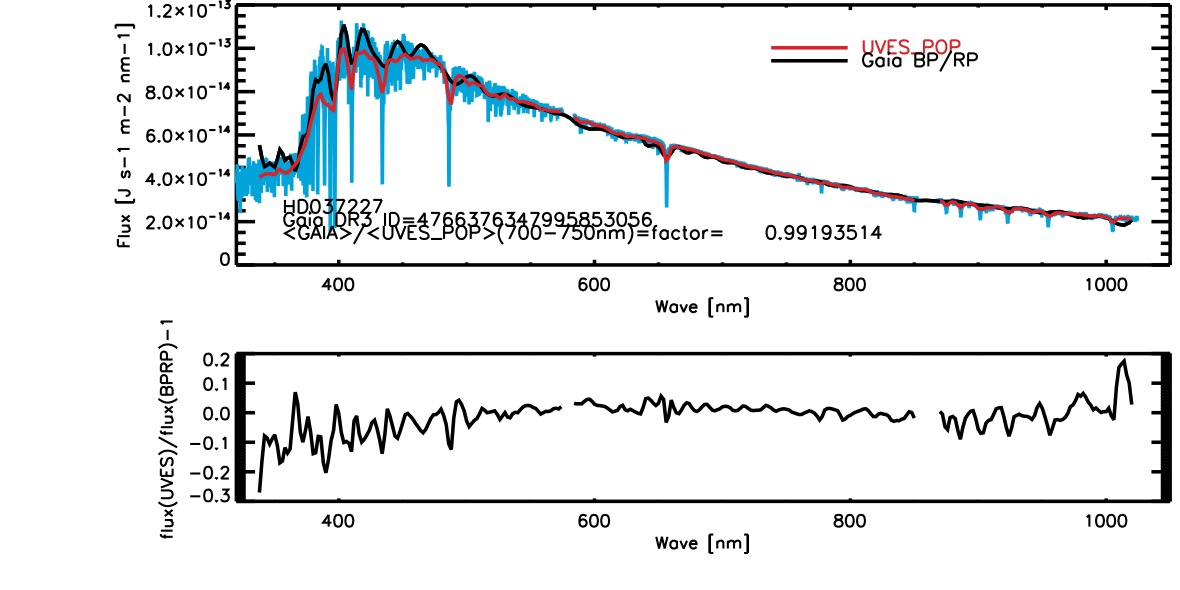 1.2×10−13
1.0×10−13
8.0×10−14
6.0×10−14
4.0×10−14
2.0×10−14
0
Flux [J s−1 m−2 nm−1]
UVES_POP
Gaia BP/RP
HD037227
Gaia DR3 ID=4766376347995853056
<GAIA>/<UVES_POP>(700−750nm)=factor= 0.99193514
400 600 800 1000
Wave [nm]
0.2
0.1
0.0
−0.1
−0.2
−0.3
flux(UVES)/flux(BPRP)−1
400 600 800 1000
Wave [nm]